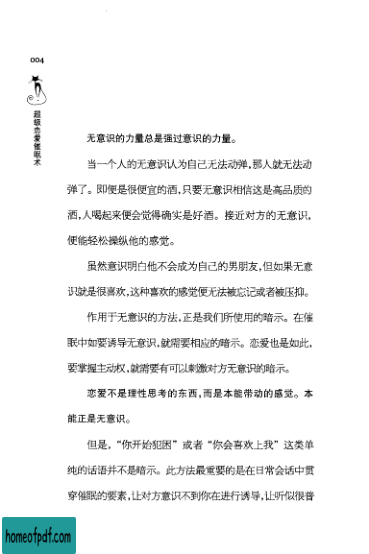 004
超级恋爱催眠术
无意识的力量总是强过意识的力量。
当一个人的无意识认为自己无法动弹,那人就无法动
弹了。即便是很便宜的酒,只要无意识相信这是高品质的
酒,人喝起来便会觉得确实是好酒。接近对方的无意识,
便能轻松操纵他的感觉。
虽然意识明白他不会成为自己的男朋友,但如果无意
识就是很喜欢,这种喜欢的感觉便无法被忘记或者被压抑。
作用于无意识的方法,正是我们所使用的暗示。在催
眠中如要诱导无意识,就需要相应的暗示。恋爱也是如此,
要掌握主动权,就需要有可以刺激对方无意识的暗示。
恋爱不是理性思考的东西,而是本能带动的感觉。本
能正是无意识。
但是,“你开始犯困”或者“你会喜欢上我”这类单
纯的话语并不是暗示。此方法最重要的是在日常会话中贯
穿催眠的要素,让对方意识不到你在进行诱导,让听似很普
homeofpdf.com